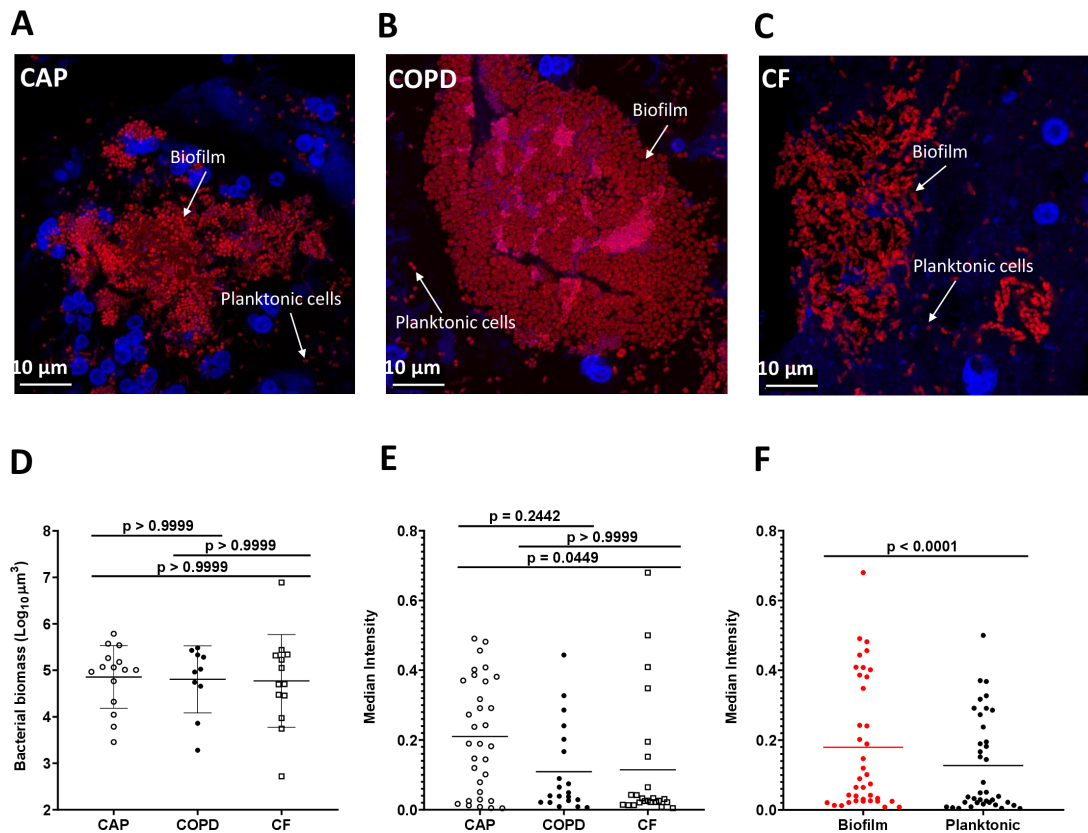 A
B
C
CAP
Biofilm
Planktonic cells
10 µm
COPD
Biofilm
Planktonic cells
10 µm
CF
Biofilm
Planktonic cells
10 µm
D
E
F
p > 0.9999
p > 0.9999
p > 0.9999
Bacterial biomass (Log10µm³)
8
7
6
5
4
3
2
CAP
COPD
CF
p = 0.2442
p > 0.9999
p = 0.0449
Median Intensity
0.8
0.6
0.4
0.2
0.0
CAP
COPD
CF
p < 0.0001
Median Intensity
0.8
0.6
0.4
0.2
0.0
Biofilm
Planktonic